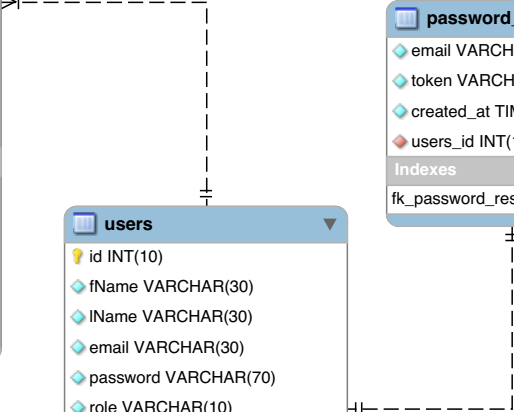 password_
email VARCH
token VARCH
created_at TI
users_id INT(
Indexes
fk_password_res
users
id INT(10)
fName VARCHAR(30)
lName VARCHAR(30)
email VARCHAR(30)
password VARCHAR(70)
role VARCHAR(10)